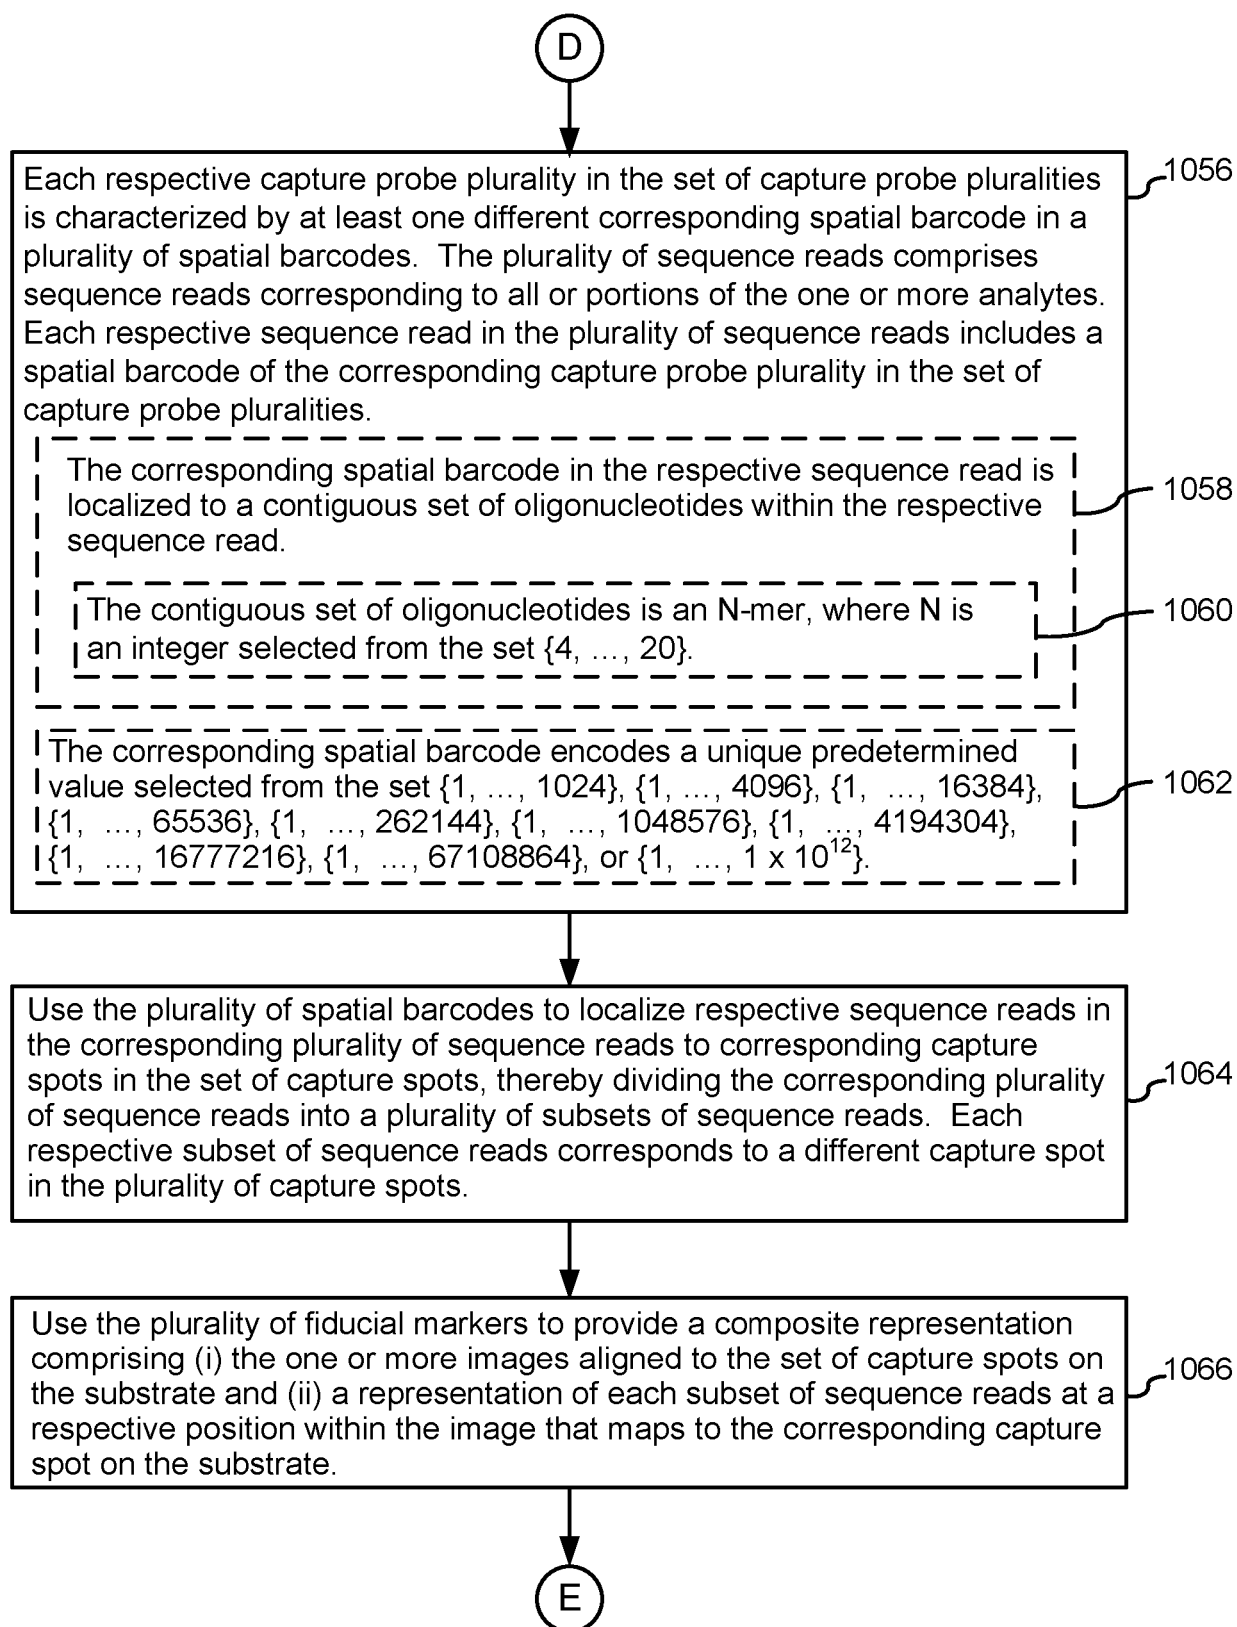 D
Each respective capture probe plurality in the set of capture probe pluralities
is characterized by at least one different corresponding spatial barcode in a
plurality of spatial barcodes.  The plurality of sequence reads comprises
sequence reads corresponding to all or portions of the one or more analytes.
Each respective sequence read in the plurality of sequence reads includes a
spatial barcode of the corresponding capture probe plurality in the set of
capture probe pluralities.
1056
The corresponding spatial barcode in the respective sequence read is
localized to a contiguous set of oligonucleotides within the respective
sequence read.
1058
The contiguous set of oligonucleotides is an N-mer, where N is
an integer selected from the set {4, ..., 20}.
1060
The corresponding spatial barcode encodes a unique predetermined
value selected from the set {1, ..., 1024}, {1, ..., 4096}, {1,  ..., 16384},
{1,  ..., 65536}, {1,  ..., 262144}, {1,  ..., 1048576}, {1,  ..., 4194304},
{1,  ..., 16777216}, {1,  ..., 67108864}, or {1,  ..., 1 x 10¹²}.
1062
Use the plurality of spatial barcodes to localize respective sequence reads in
the corresponding plurality of sequence reads to corresponding capture
spots in the set of capture spots, thereby dividing the corresponding plurality
of sequence reads into a plurality of subsets of sequence reads.  Each
respective subset of sequence reads corresponds to a different capture spot
in the plurality of capture spots.
1064
Use the plurality of fiducial markers to provide a composite representation
comprising (i) the one or more images aligned to the set of capture spots on
the substrate and (ii) a representation of each subset of sequence reads at a
respective position within the image that maps to the corresponding capture
spot on the substrate.
1066
E